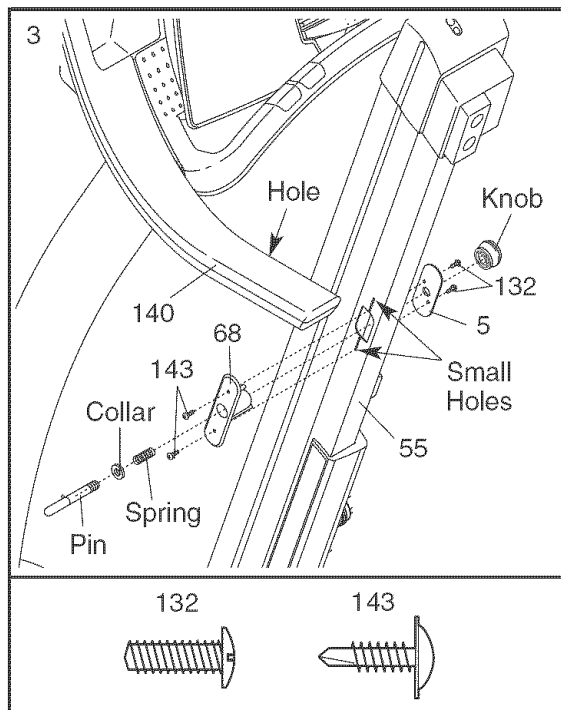 3
Hole
Knob
140
132
5
68
143
Small
Holes
Collar
55
Spring
Pin
132
143